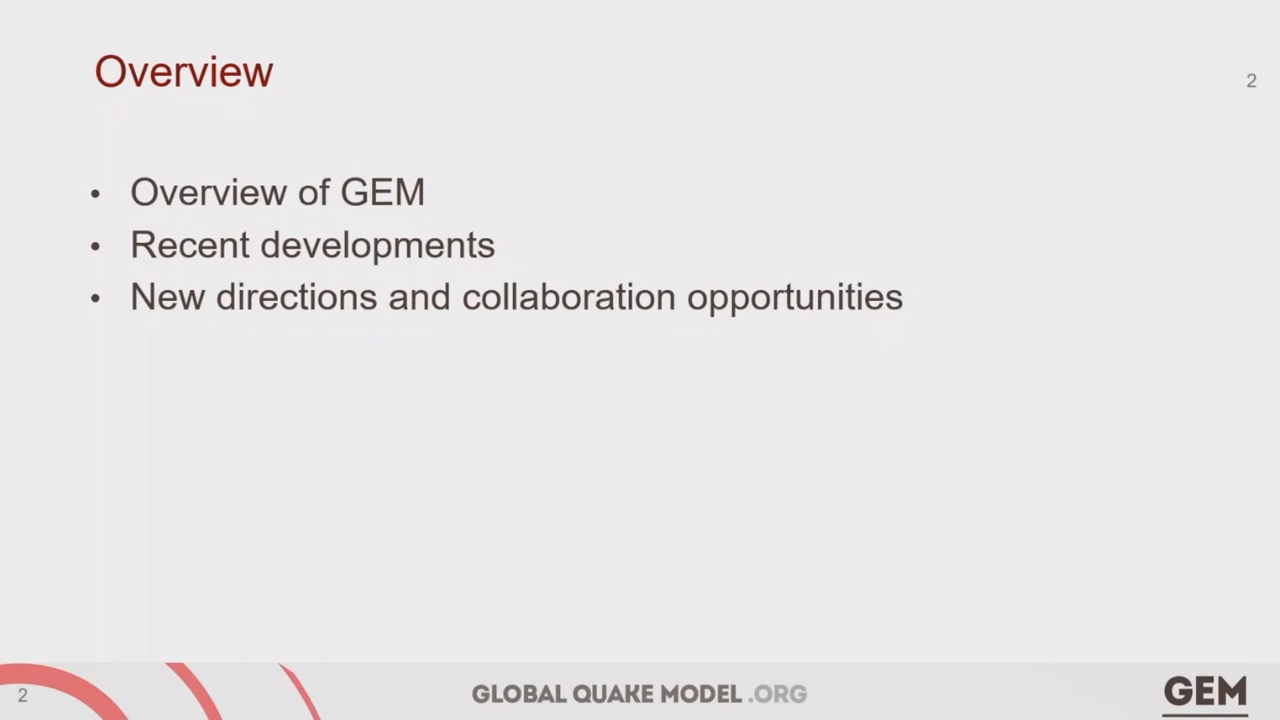 Overview
2
• Overview of GEM
• Recent developments
• New directions and collaboration opportunities
2
GLOBAL QUAKE MODEL .ORG
GEM